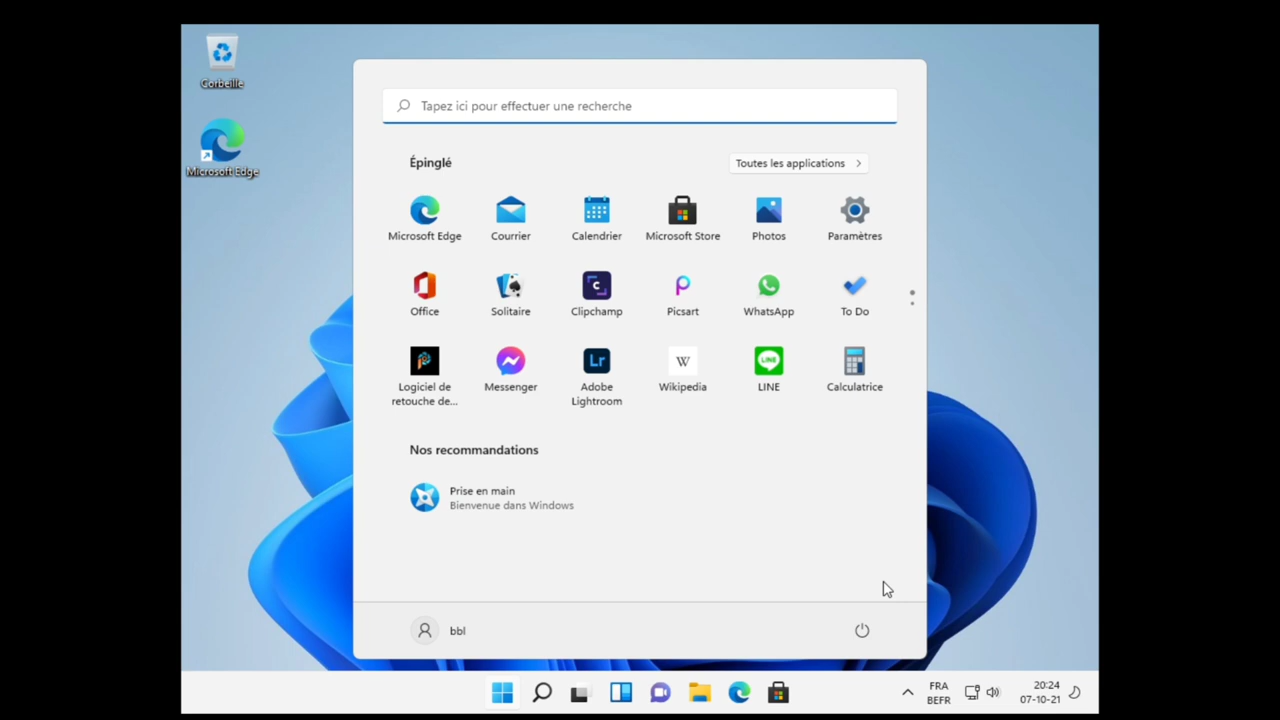 Corbeille
Microsoft Edge
Tapez ici pour effectuer une recherche
Épinglé
Toutes les applications
Microsoft Edge
Courrier
Calendrier
Microsoft Store
Photos
Paramètres
Office
Solitaire
Clipchamp
Picsart
WhatsApp
To Do
Logiciel de
retouche de...
Messenger
Lr
Adobe
Lightroom
W
Wikipedia
LINE
LINE
Calculatrice
Nos recommandations
Prise en main
Bienvenue dans Windows
bbl
FRA
BEFR
20:24
07-10-21